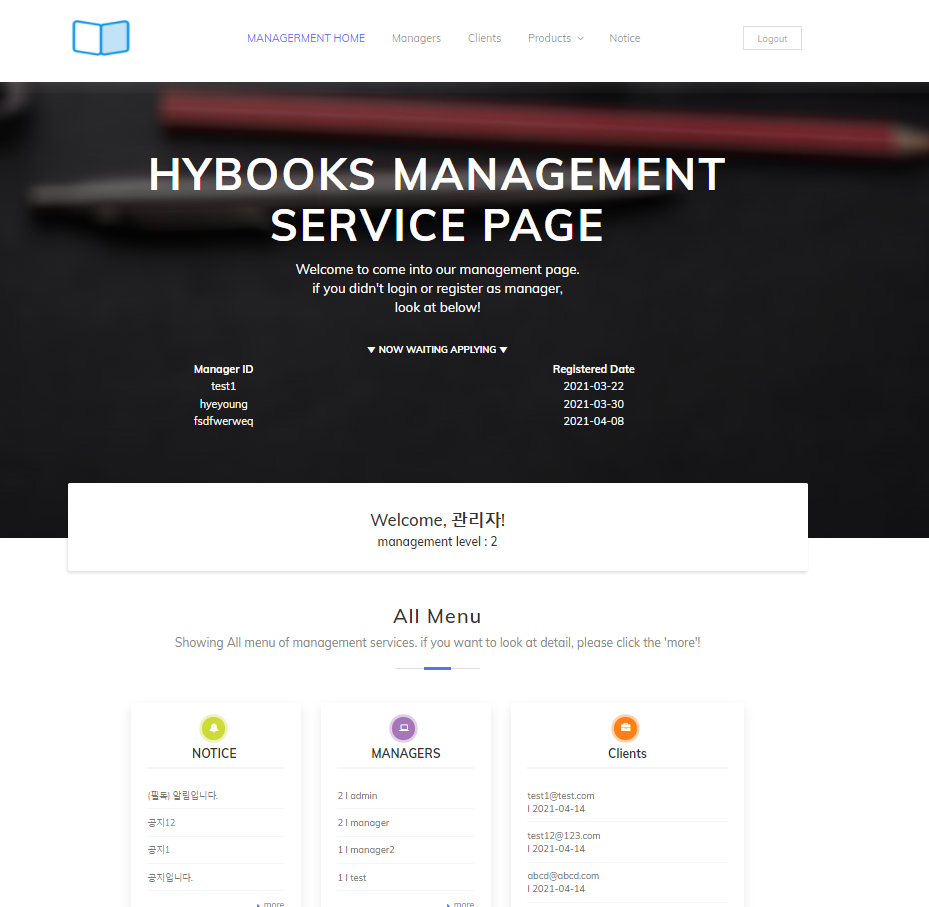 MANAGERMENT HOME Managers Clients Products Notice Logout
HYBOOKS MANAGEMENT
SERVICE PAGE
Welcome to come into our management page.
if you didn't login or register as manager,
look at below!
▼ NOW WAITING APPLYING ▼
Manager ID Registered Date
test1 2021-03-22
hyeyoung 2021-03-30
fsdfwerweq 2021-04-08
Welcome, 관리자!
management level : 2
All Menu
Showing All menu of management services. if you want to look at detail, please click the 'more'!
NOTICE
(필독) 알림입니다.
공지12
공지1
공지입니다.
more
MANAGERS
2 l admin
2 l manager
1 l manager2
1 l test
more
Clients
test1@test.com
l 2021-04-14
test12@123.com
l 2021-04-14
abcd@abcd.com
l 2021-04-14